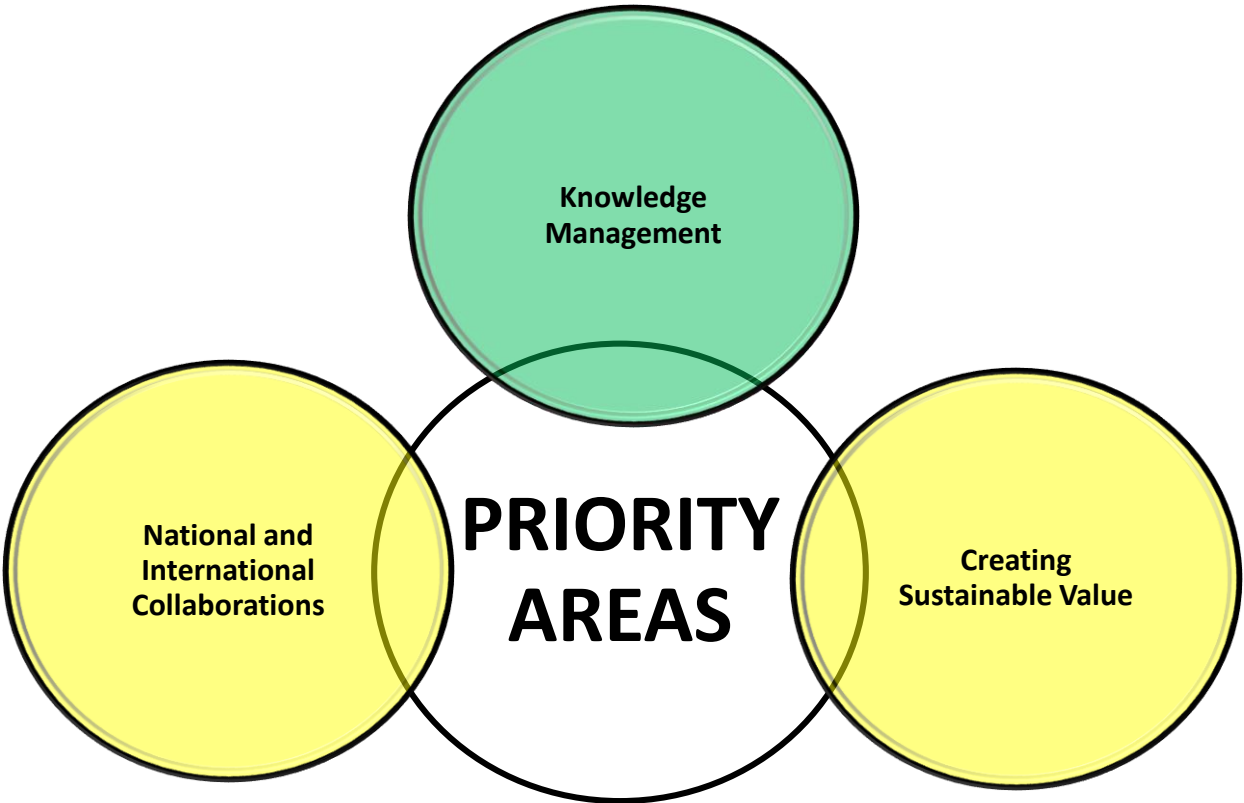 Knowledge
Management
National and
International
Collaborations
PRIORITY
AREAS
Creating
Sustainable Value